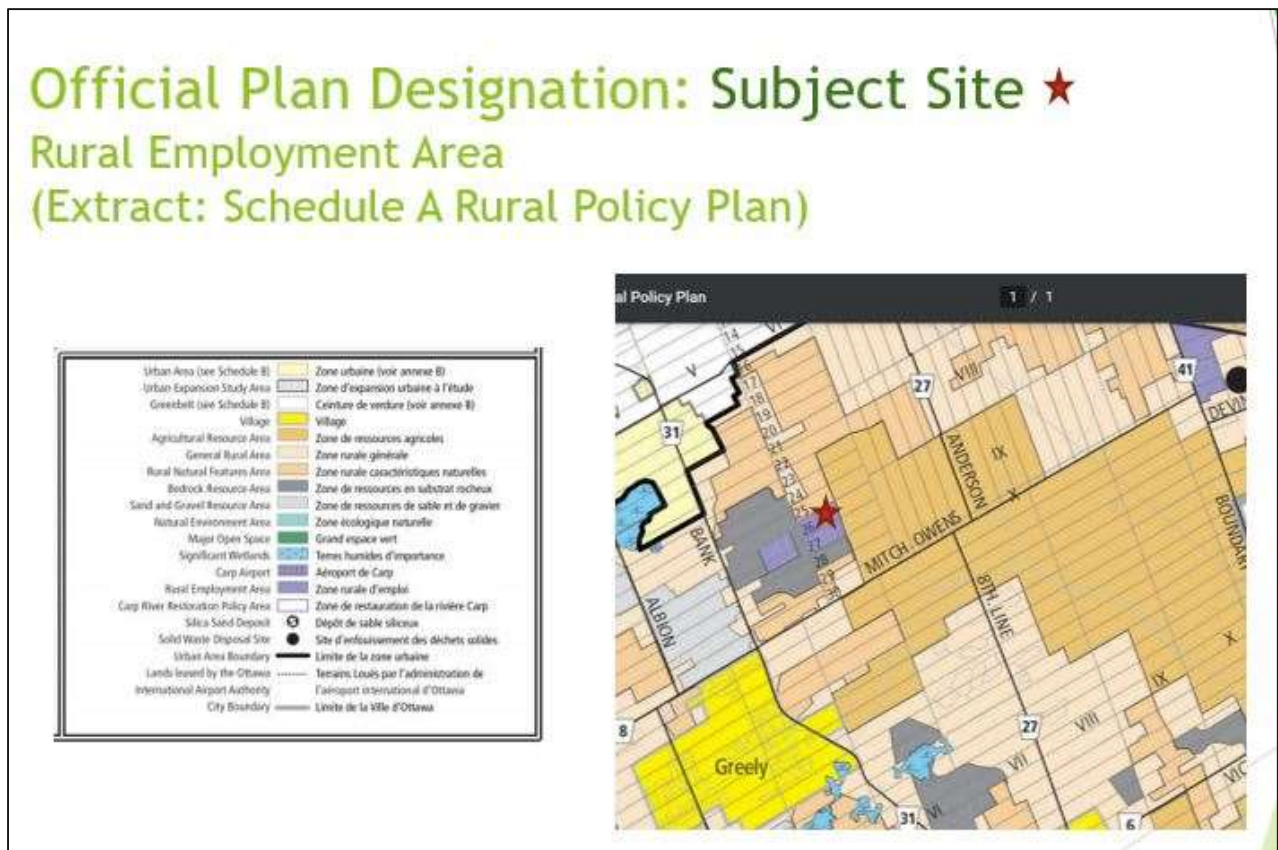 Official Plan Designation: Subject Site
Rural Employment Area
(Extract: Schedule A Rural Policy Plan)
Urban Area (see Schedule B) Zone urbaine (voir annexe B)
Urban Expansion Study Area Zone d'expansion urbaine à l'étude
Greenbelt (see Schedule B) Ceinture de verdure (voir annexe B)
Village Village
Agricultural Resource Area Zone de ressources agricoles
General Rural Area Zone rurale générale
Rural Natural Features Area Zone rurale caractéristiques naturelles
Bedrock Resource Area Zone de ressources en substrat rocheux
Sand and Gravel Resource Area Zone de ressources de sable et de gravier
Natural Environment Area Zone écologique naturelle
Major Open Space Grand espace vert
Significant Wetlands Terres humides d'importance
Carp Airport Aéroport de Carp
Rural Employment Area Zone rurale d'emploi
Carp River Restoration Policy Area Zone de restauration de la rivière Carp
Silica Sand Deposit S Dépôt de sable siliceux
Solid Waste Disposal Site Site d'enfouissement des déchets solides
Urban Area Boundary Limite de la zone urbaine
Lands leased by the Ottawa Terrains Loués par l'administration de
International Airport Authority l'aéroport international d'Ottawa
City Boundary Limite de la Ville d'Ottawa
al Policy Plan 1 / 1
14
15
V
17
18
19
20
21
22
23
24
25
26
27
28
31
27
VIII
41
DEVIN
ANDERSON
IX
X
BANK
MITCH. OWENS
BOUNDARY
ALBION
8TH. LINE
X
IX
8
Greely
27
VIII
VII
VI
31
6
VIC